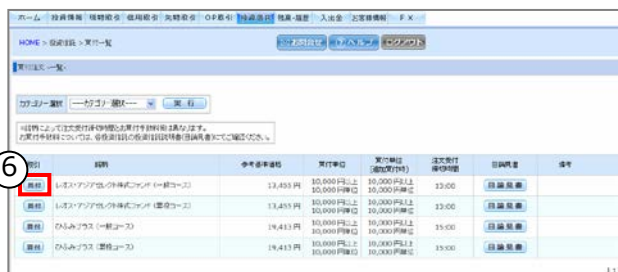 ホーム 投資情報 現物取引 信用取引 先物取引 OP取引 投資信託 残高・履歴 入出金 お客様情報 FX
HOME > 投資信託 > 買付一覧
お問合せ ヘルプ ログアウト
買付注文 -一覧-
カテゴリー選択 ----カテゴリー選択---- 実 行
※銘柄によって注文受付締切時間とお買付手数料等は異なります。
お買付手数料については、各投資信託の投資信託説明書(目論見書)にてご確認ください。
6
取引 銘柄 参考基準価格 買付単位 買付単位 (追加買付時) 注文受付 締切時間 目論見書 備考
買付 レオス・アジアセレクト株式ファンド (一般コース) 13,455 円 10,000 円以上 10,000 円単位 10,000 円以上 10,000 円単位 13:00 目論見書
買付 レオス・アジアセレクト株式ファンド (累投コース) 13,455 円 10,000 円以上 10,000 円単位 10,000 円以上 10,000 円単位 13:00 目論見書
買付 ひふみプラス (一般コース) 19,413 円 10,000 円以上 10,000 円単位 10,000 円以上 10,000 円単位 15:00 目論見書
買付 ひふみプラス (累投コース) 19,413 円 10,000 円以上 10,000 円単位 10,000 円以上 10,000 円単位 15:00 目論見書